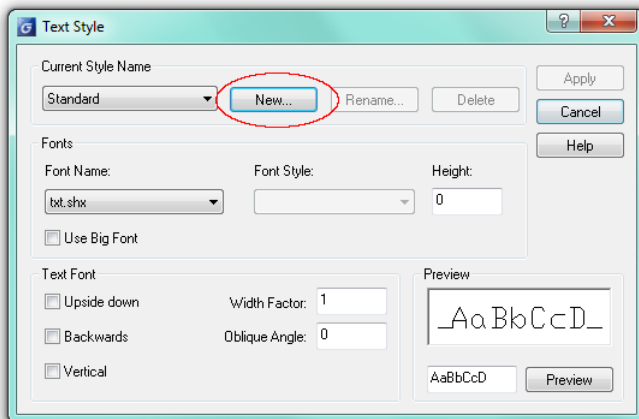 Text Style
Current Style Name
Standard New... Rename... Delete
Apply
Cancel
Help
Fonts
Font Name: Font Style: Height:
txt.shx 0
Use Big Font
Text Font
Upside down Width Factor: 1
Backwards Oblique Angle: 0
Vertical
Preview
_AaBbCcD_
AaBbCcD Preview